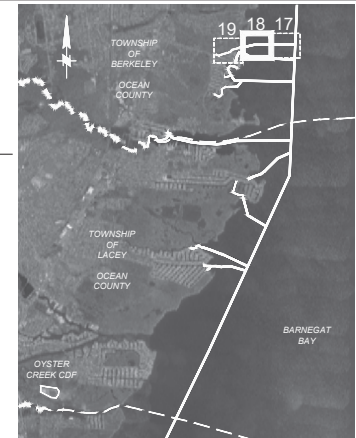 19 18 17
TOWNSHIP
OF
BERKELEY
OCEAN
COUNTY
TOWNSHIP
OF
LACEY
OCEAN
COUNTY
BARNEGAT
BAY
OYSTER
CREEK CDF